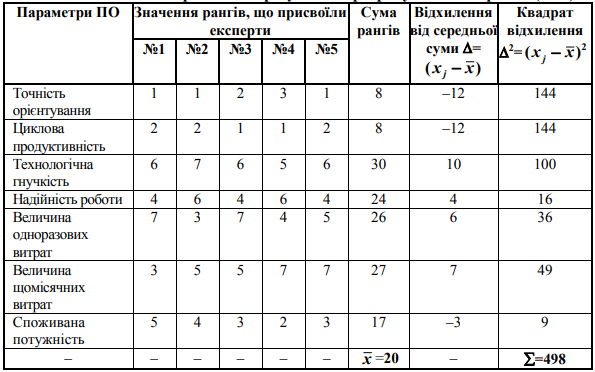 Параметри ПО Значення рангів, що присвоїли Сума Відхилення Квадрат
експерти рангів від середньої відхилення
№1 №2 №3 №4 №5 суми Δ= Δ²=(x_j – x̄)²
(x_j – x̄)
Точність 1 1 2 3 1 8 –12 144
орієнтування
Циклова 2 2 1 1 2 8 –12 144
продуктивність
Технологічна 6 7 6 5 6 30 10 100
гнучкість
Надійність роботи 4 6 4 6 4 24 4 16
Величина 7 3 7 4 5 26 6 36
одноразових
витрат
Величина 3 5 5 7 7 27 7 49
щомісячних
витрат
Споживана 5 4 3 2 3 17 –3 9
потужність
– – – – – – x̄ =20 – Σ=498